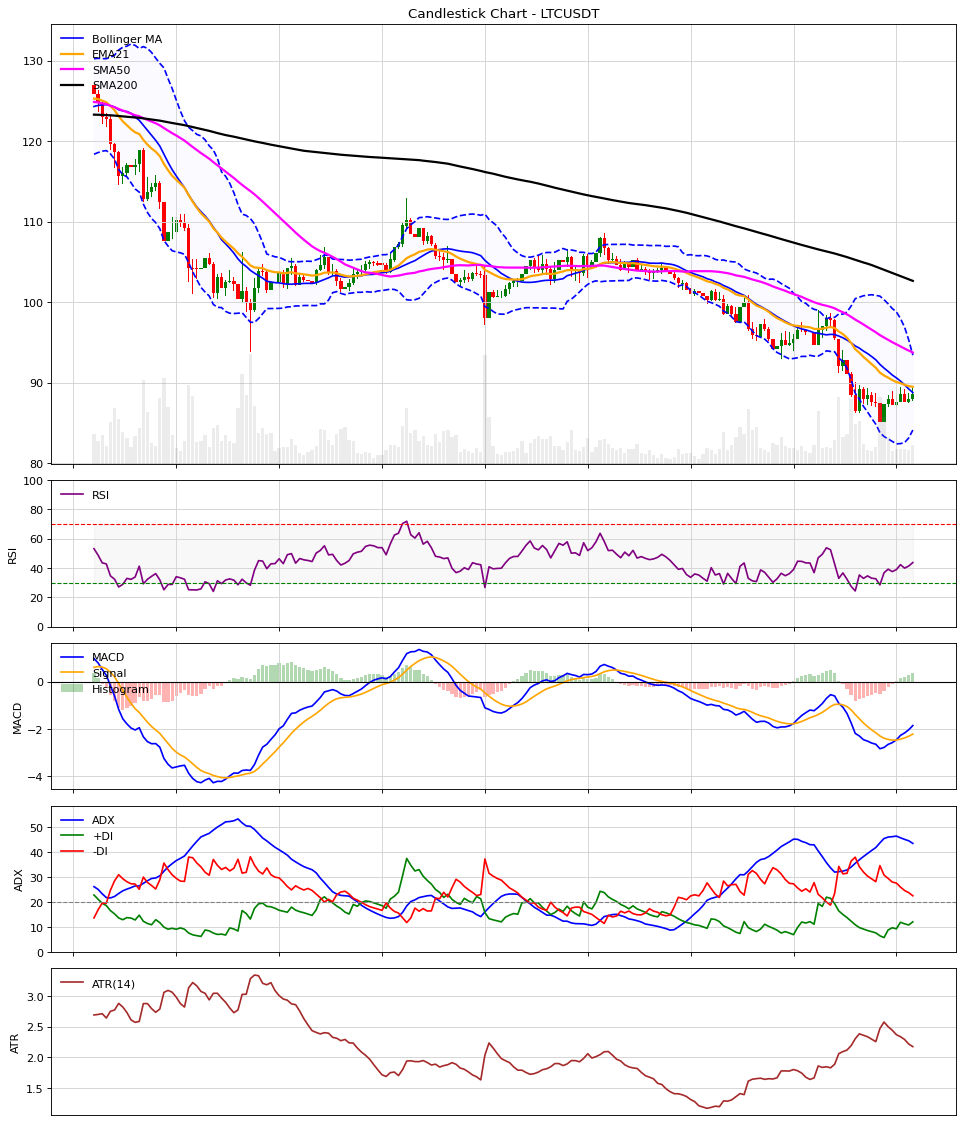 Candlestick Chart - LTCUSDT
Bollinger MA
EMA21
SMA50
SMA200
130
120
110
100
90
80
RSI
RSI
100
80
60
40
20
0
MACD
Signal
Histogram
MACD
0
−2
−4
ADX
+DI
-DI
ADX
50
40
30
20
10
0
ATR(14)
ATR
3.0
2.5
2.0
1.5